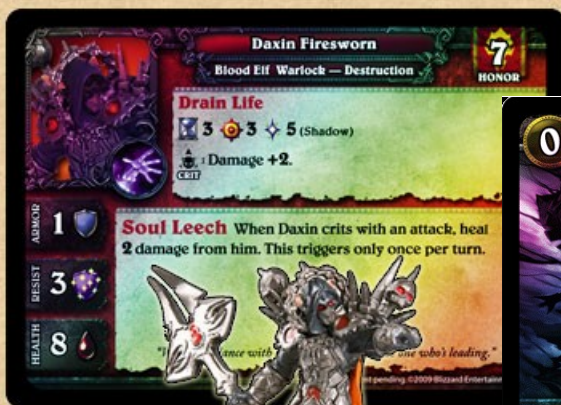 Daxin Firesworn
Blood Elf Warlock — Destruction
7
HONOR
Drain Life
3 3 5 (Shadow)
CRIT : Damage +2.
ARMOR 1
RESIST 3
HEALTH 8
Soul Leech When Daxin crits with an attack, heal
2 damage from him. This triggers only once per turn.
ance with one who's leading."
pending. ©2009 Blizzard Entertainm
0